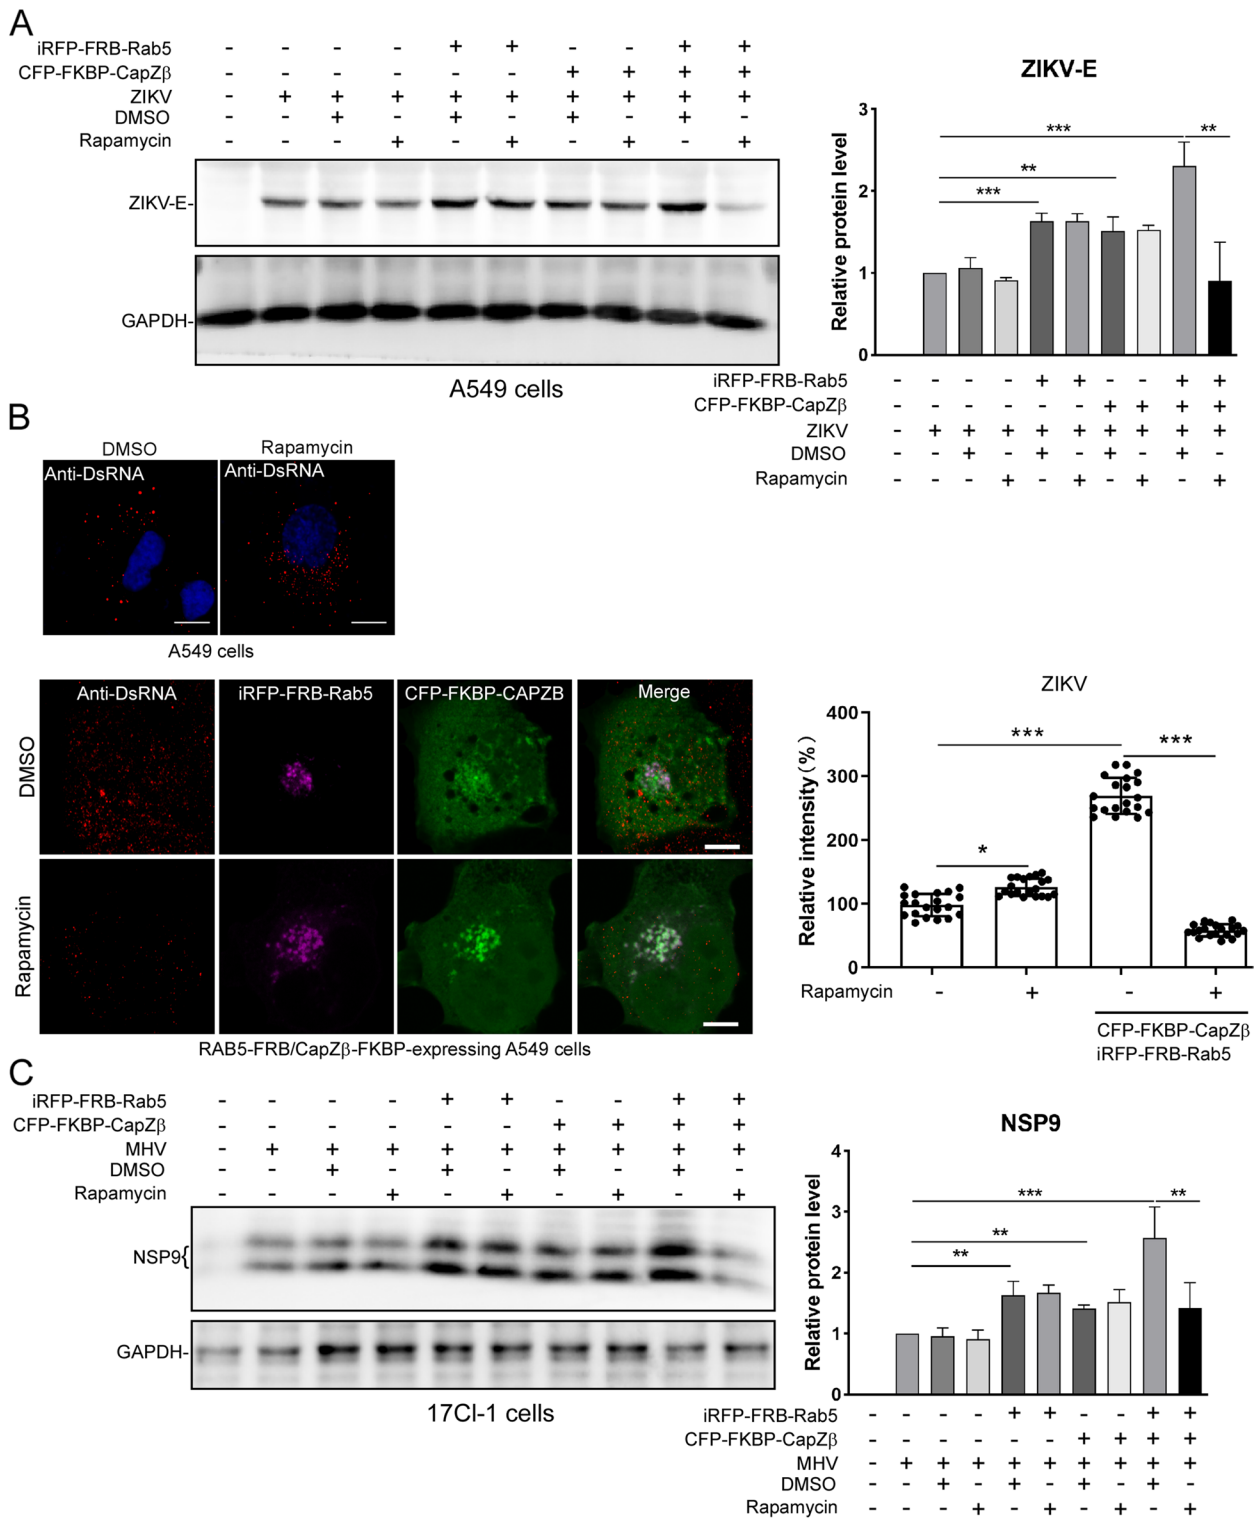 A
iRFP-FRB-Rab5 - - - - + + - - + +
CFP-FKBP-CapZβ - - - - - - + + + +
ZIKV - + + + + + + + + +
DMSO - - + - + - + - + -
Rapamycin - - - + - + - + - +
ZIKV-E-
GAPDH-
A549 cells
ZIKV-E
Relative protein level
3
2
1
0
*** **
**
***
iRFP-FRB-Rab5 - - - - + + - - + +
CFP-FKBP-CapZβ - - - - - - + + + +
ZIKV - + + + + + + + + +
DMSO - - + - + - + - + -
Rapamycin - - - + - + - + - +
B
DMSO Rapamycin
Anti-DsRNA Anti-DsRNA
A549 cells
Anti-DsRNA iRFP-FRB-Rab5 CFP-FKBP-CAPZB Merge
DMSO
Rapamycin
RAB5-FRB/CapZβ-FKBP-expressing A549 cells
ZIKV
Relative intensity (%)
400
300
200
100
0
*** ***
*
Rapamycin - + - +
CFP-FKBP-CapZβ
iRFP-FRB-Rab5
C
iRFP-FRB-Rab5 - - - - + + - - + +
CFP-FKBP-CapZβ - - - - - - + + + +
MHV - + + + + + + + + +
DMSO - - + - + - + - + -
Rapamycin - - - + - + - + - +
NSP9{
GAPDH-
17Cl-1 cells
NSP9
Relative protein level
4
3
2
1
0
*** **
**
**
iRFP-FRB-Rab5 - - - - + + - - + +
CFP-FKBP-CapZβ - - - - - - + + + +
MHV - + + + + + + + + +
DMSO - - + - + - + - + -
Rapamycin - - - + - + - + - +